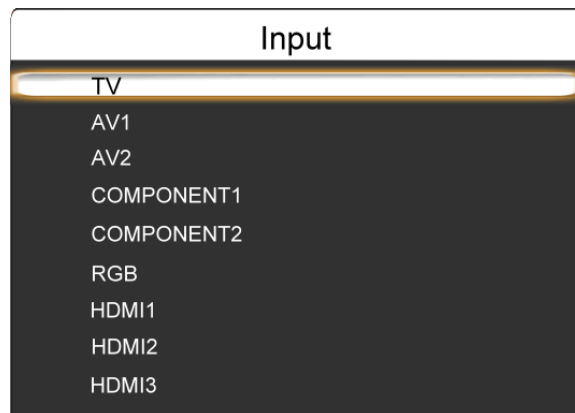 Input
TV
AV1
AV2
COMPONENT1
COMPONENT2
RGB
HDMI1
HDMI2
HDMI3